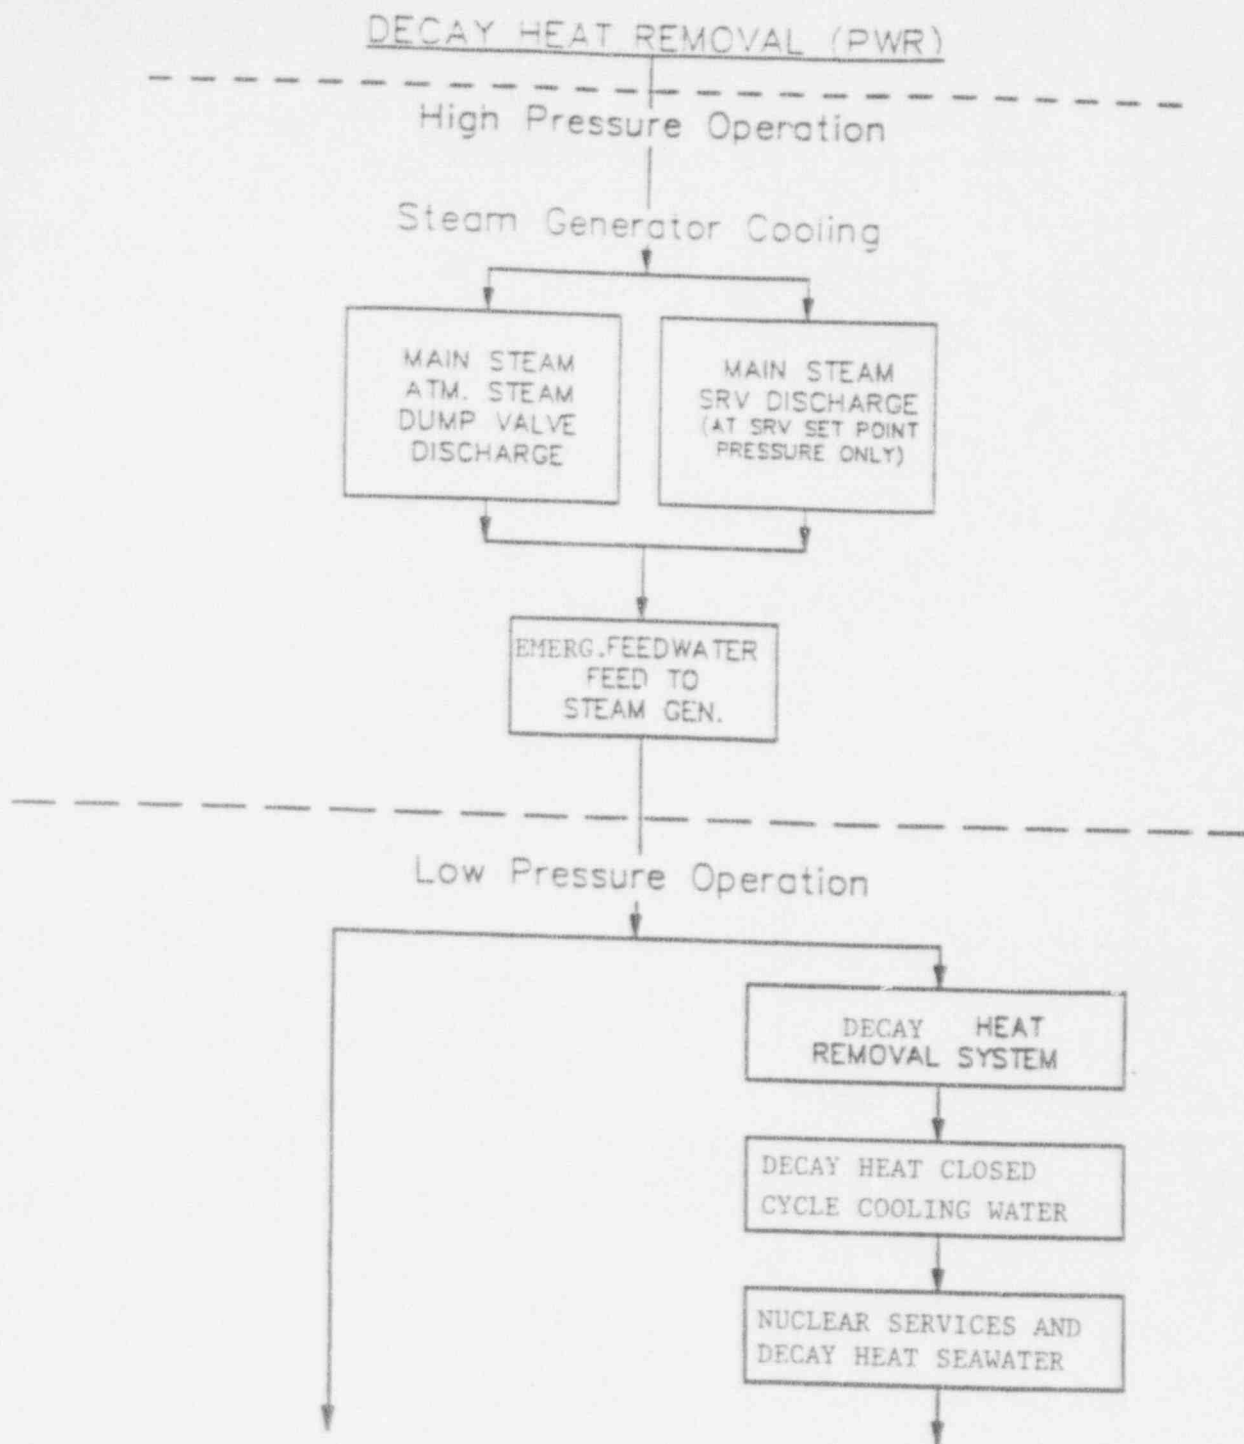 DECAY HEAT REMOVAL (PWR)
High Pressure Operation
Steam Generator Cooling
MAIN STEAM
ATM. STEAM
DUMP VALVE
DISCHARGE
MAIN STEAM
SRV DISCHARGE
(AT SRV SET POINT
PRESSURE ONLY)
EMERG.FEEDWATER
FEED TO
STEAM GEN.
Low Pressure Operation
DECAY HEAT
REMOVAL SYSTEM
DECAY HEAT CLOSED
CYCLE COOLING WATER
NUCLEAR SERVICES AND
DECAY HEAT SEAWATER